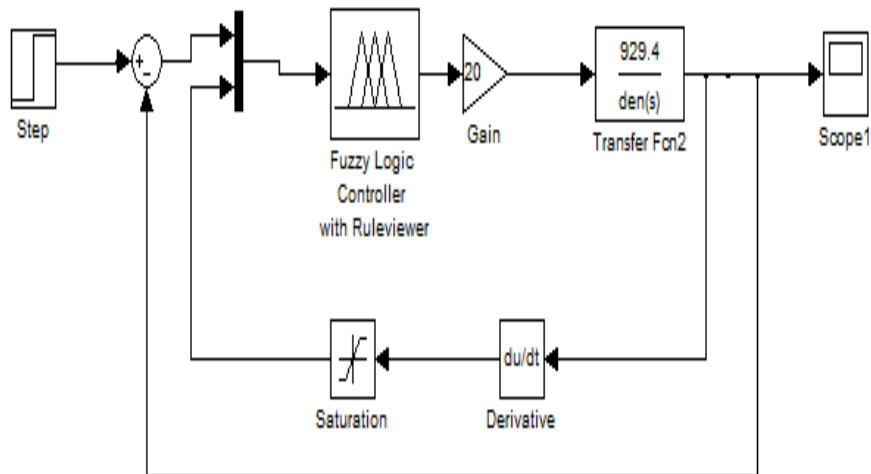 Step
+
-
Fuzzy Logic
Controller
with Ruleviewer
20
Gain
929.4
den(s)
Transfer Fcn2
Scope1
Saturation
du/dt
Derivative